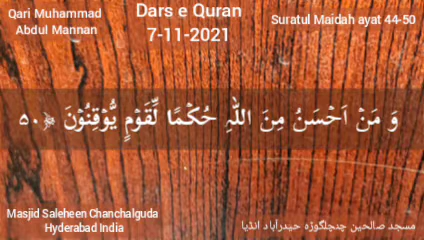 Qari Muhammad
Abdul Mannan
Dars e Quran
7-11-2021
Suratul Maidah ayat 44-50
وَ مَنۡ اَحۡسَنُ مِنَ اللّٰہِ حُکۡمًا لِّقَوۡمٍ یُّوۡقِنُوۡنَ ﴿۵۰
Masjid Saleheen Chanchalguda
Hyderabad India
مسجد صالحین چنچلگوڑہ حیدرآباد انڈیا